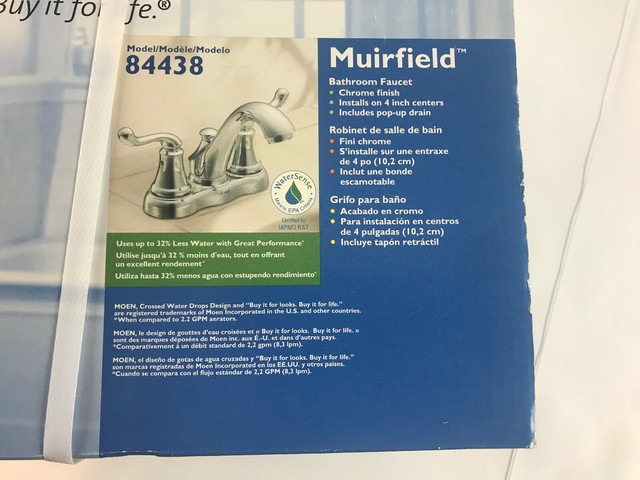 Buy it for life.®
Model/Modèle/Modelo
84438
WaterSense
Meets EPA Criteria
Certified by
IAPMO R&T
Uses up to 32% Less Water with Great Performance*
Utilise jusqu'à 32 % moins d'eau, tout en offrant
un excellent rendement*
Utiliza hasta 32% menos agua con estupendo rendimiento*
Muirfield™
Bathroom Faucet
• Chrome finish
• Installs on 4 inch centers
• Includes pop-up drain
Robinet de salle de bain
• Fini chrome
• S'installe sur une entraxe
de 4 po (10,2 cm)
• Inclut une bonde
escamotable
Grifo para baño
• Acabado en cromo
• Para instalación en centros
de 4 pulgadas (10,2 cm)
• Incluye tapón retráctil
MOEN, Crossed Water Drops Design and "Buy it for looks. Buy it for life."
are registered trademarks of Moen Incorporated in the U.S. and other countries.
*When compared to 2.2 GPM aerators.
MOEN, le design de gouttes d'eau croisées et « Buy it for looks. Buy it for life. »
sont des marques déposées de Moen inc. aux É.-U. et dans d'autres pays.
*Comparativement à un débit standard de 2,2 gpm (8,3 lpm).
MOEN, el diseño de gotas de agua cruzadas y "Buy it for looks. Buy it for life."
son marcas registradas de Moen Incorporated en los EE.UU. y otros países.
*Cuando se compara con el flujo estándar de 2,2 GPM (8,3 lpm).